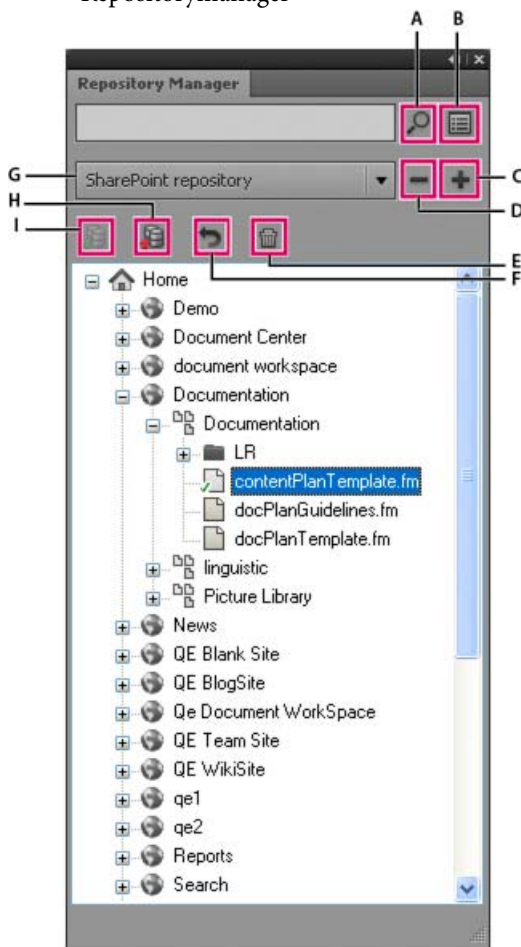 Repositorymanager
A B
Repository Manager
G SharePoint repository C
H D
I E
F
Home
Demo
Document Center
document workspace
Documentation
Documentation
LR
contentPlanTemplate.fm
docPlanGuidelines.fm
docPlanTemplate.fm
linguistic
Picture Library
News
QE Blank Site
QE BlogSite
Qe Document WorkSpace
QE Team Site
QE WikiSite
qe1
qe2
Reports
Search